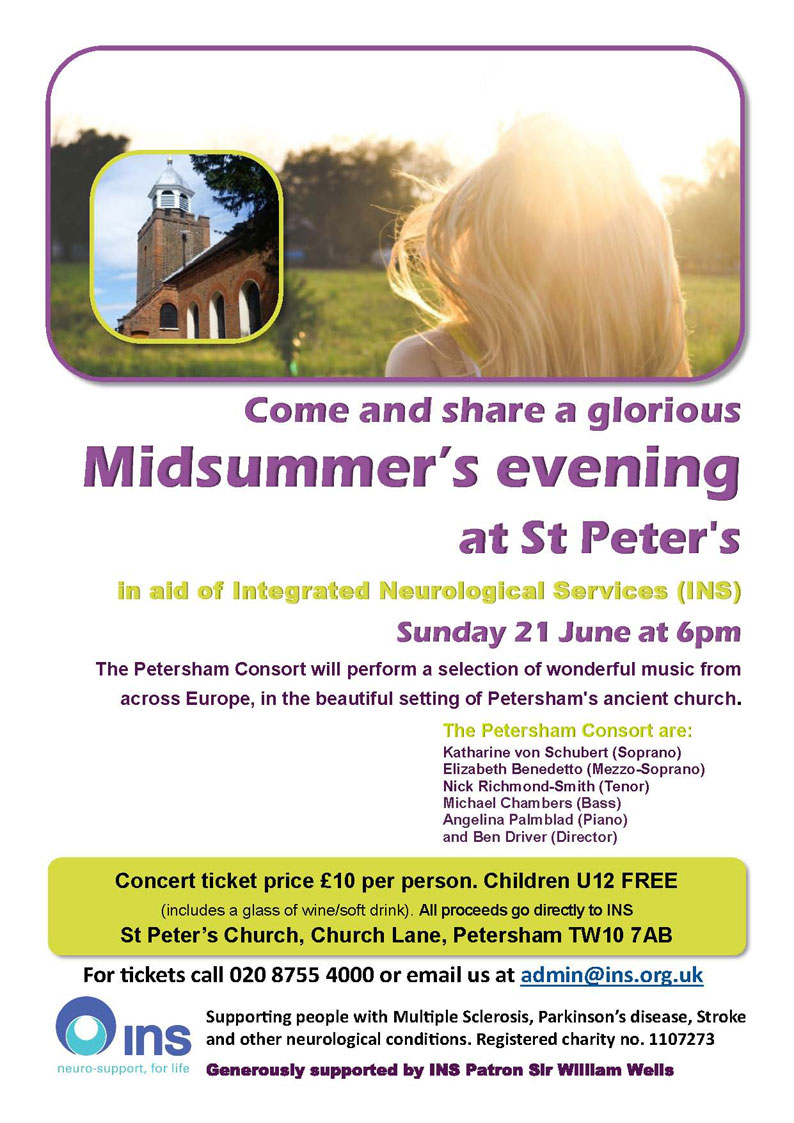 Come and share a glorious
Midsummer’s evening
at St Peter's
in aid of Integrated Neurological Services (INS)
Sunday 21 June at 6pm
The Petersham Consort will perform a selection of wonderful music from
across Europe, in the beautiful setting of Petersham's ancient church.
The Petersham Consort are:
Katharine von Schubert (Soprano)
Elizabeth Benedetto (Mezzo-Soprano)
Nick Richmond-Smith (Tenor)
Michael Chambers (Bass)
Angelina Palmblad (Piano)
and Ben Driver (Director)
Concert ticket price £10 per person. Children U12 FREE
(includes a glass of wine/soft drink). All proceeds go directly to INS
St Peter’s Church, Church Lane, Petersham TW10 7AB
For tickets call 020 8755 4000 or email us at admin@ins.org.uk
ins
neuro-support, for life
Supporting people with Multiple Sclerosis, Parkinson’s disease, Stroke
and other neurological conditions. Registered charity no. 1107273
Generously supported by INS Patron Sir William Wells